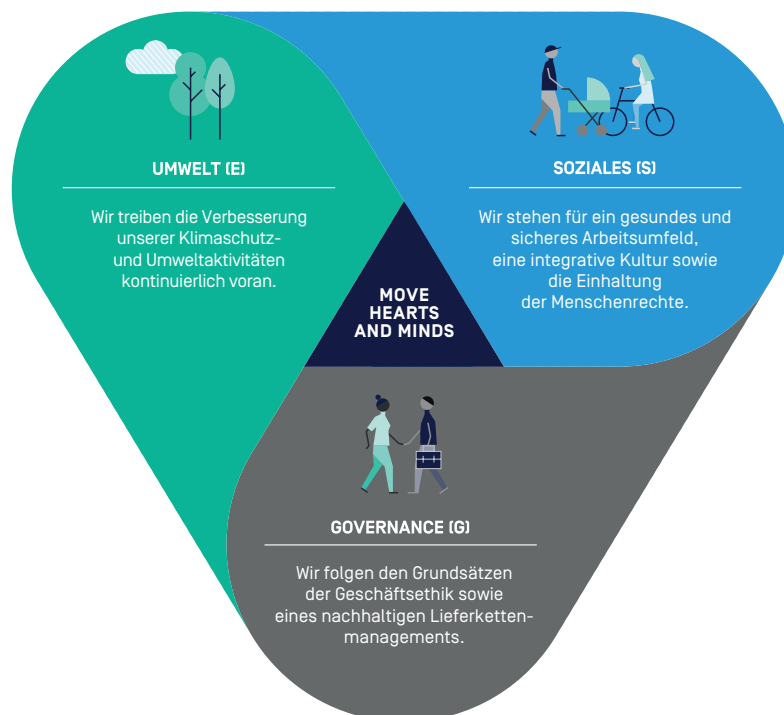 UMWELT (E)
Wir treiben die Verbesserung
unserer Klimaschutz-
und Umweltaktivitäten
kontinuierlich voran.
SOZIALES (S)
Wir stehen für ein gesundes und
sicheres Arbeitsumfeld,
eine integrative Kultur sowie
die Einhaltung
der Menschenrechte.
MOVE
HEARTS
AND MINDS
GOVERNANCE (G)
Wir folgen den Grundsätzen
der Geschäftsethik sowie
eines nachhaltigen Lieferketten-
managements.